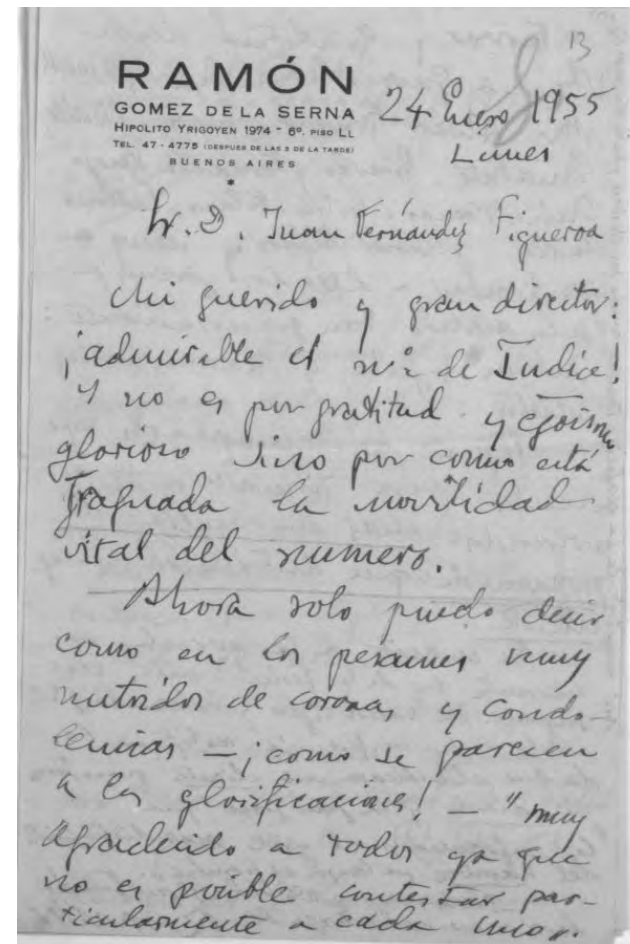 13
RAMÓN
GOMEZ DE LA SERNA
HIPOLITO YRIGOYEN 1974 - 6º. PISO LL
TEL. 47 - 4775 (DESPUES DE LAS 3 DE LA TARDE)
BUENOS AIRES
*
24 Enero 1955
Lunes
Sr. D. Juan Fernández Figueroa
Mi querido y gran director:
¡admirable el nº de Indice!
Y no es por gratitud y egoismo
glorioso sino por como está
fraguada la movilidad
vital del numero.
Ahora solo puedo decir
como en los pesames muy
nutridos de coronas y condo-
lencias —¡como se parecen
a las glorificaciones! — "muy
agradecido a todos ya que
no es posible contestar par-
ticularmente a cada uno".